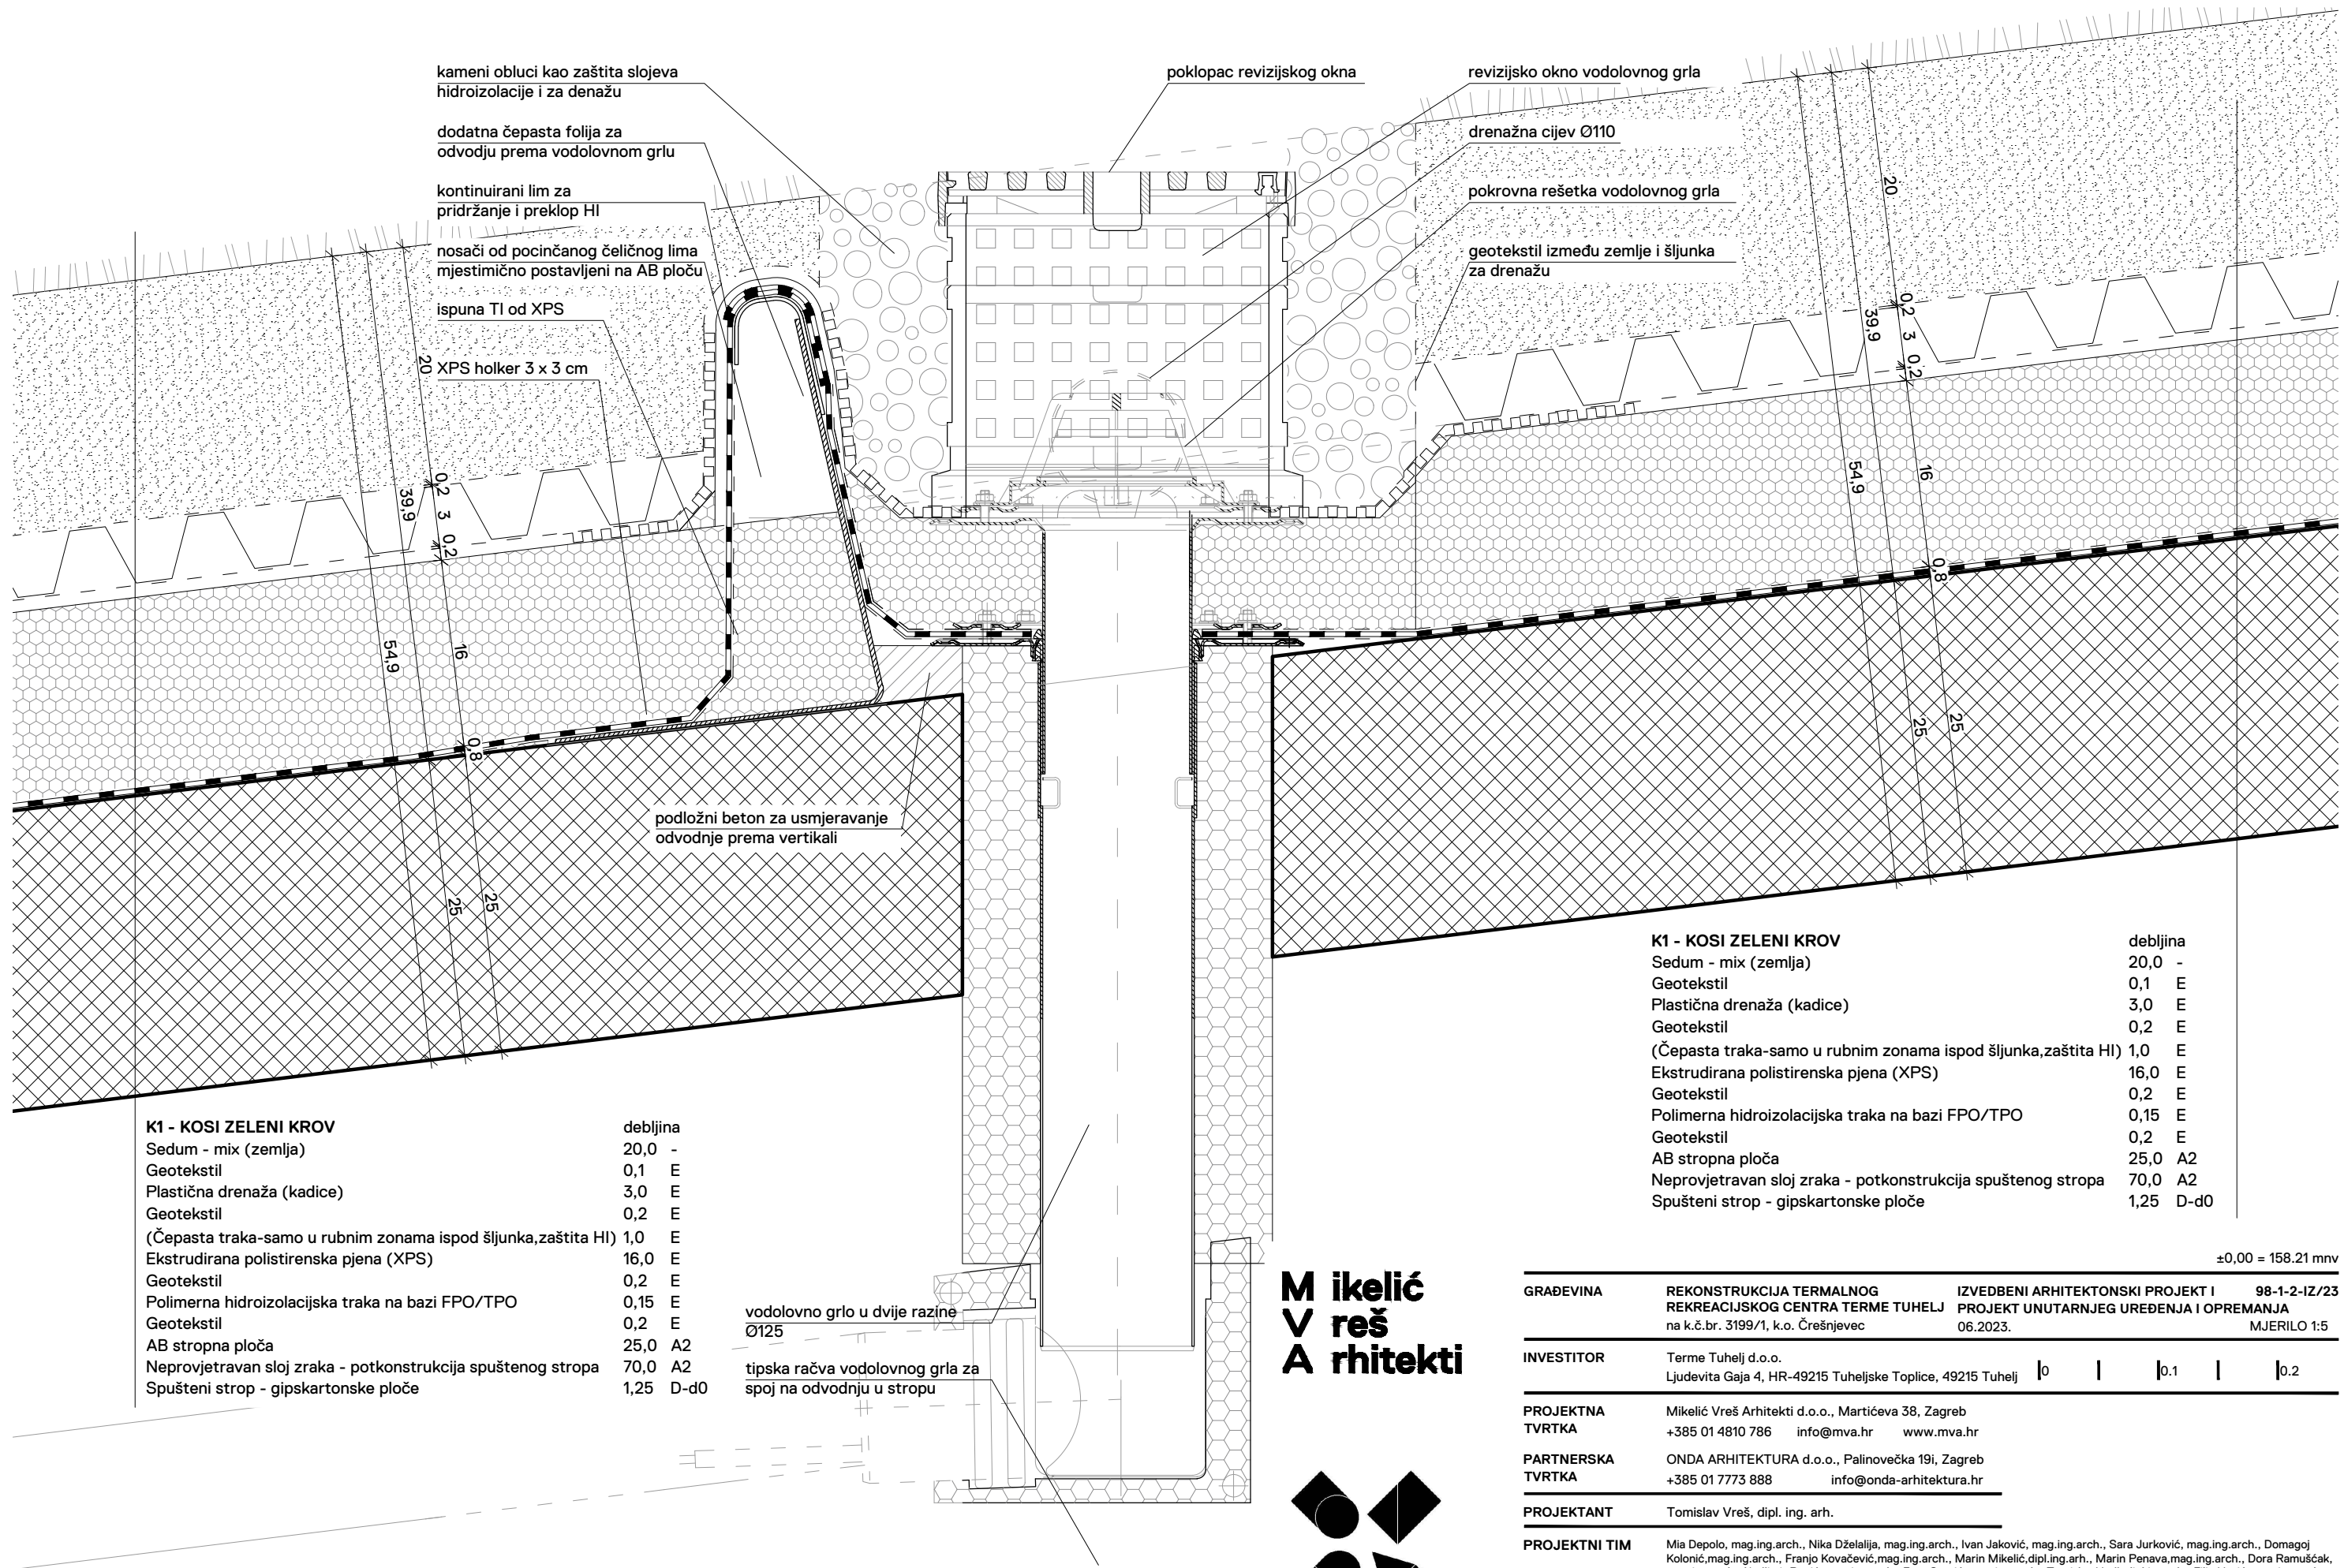 kameni obluci kao zaštita slojeva
hidroizolacije i za denažu
dodatna čepasta folija za
odvodju prema vodolovnom grlu
kontinuirani lim za
pridržanje i preklop HI
nosači od pocinčanog čeličnog lima
mjestimično postavljeni na AB ploču
ispuna TI od XPS
XPS holker 3 x 3 cm
poklopac revizijskog okna
revizijsko okno vodolovnog grla
drenažna cijev Ø110
pokrovna rešetka vodolovnog grla
geotekstil između zemlje i šljunka
za drenažu
20
0,2
3
0,2
39,9
54,9
16
0,8
25
25
20
0,2
3
0,2
39,9
54,9
16
0,8
25
25
podložni beton za usmjeravanje
odvodnje prema vertikali
K1 - KOSI ZELENI KROV debljina
Sedum - mix (zemlja) 20,0 -
Geotekstil 0,1 E
Plastična drenaža (kadice) 3,0 E
Geotekstil 0,2 E
(Čepasta traka-samo u rubnim zonama ispod šljunka,zaštita HI) 1,0 E
Ekstrudirana polistirenska pjena (XPS) 16,0 E
Geotekstil 0,2 E
Polimerna hidroizolacijska traka na bazi FPO/TPO 0,15 E
Geotekstil 0,2 E
AB stropna ploča 25,0 A2
Neprovjetravan sloj zraka - potkonstrukcija spuštenog stropa 70,0 A2
Spušteni strop - gipskartonske ploče 1,25 D-d0
K1 - KOSI ZELENI KROV debljina
Sedum - mix (zemlja) 20,0 -
Geotekstil 0,1 E
Plastična drenaža (kadice) 3,0 E
Geotekstil 0,2 E
(Čepasta traka-samo u rubnim zonama ispod šljunka,zaštita HI) 1,0 E
Ekstrudirana polistirenska pjena (XPS) 16,0 E
Geotekstil 0,2 E
Polimerna hidroizolacijska traka na bazi FPO/TPO 0,15 E
Geotekstil 0,2 E
AB stropna ploča 25,0 A2
Neprovjetravan sloj zraka - potkonstrukcija spuštenog stropa 70,0 A2
Spušteni strop - gipskartonske ploče 1,25 D-d0
vodolovno grlo u dvije razine
Ø125
tipska račva vodolovnog grla za
spoj na odvodnju u stropu
M ikelić
V reš
A rhitekti
±0,00 = 158.21 mnv
GRAĐEVINA REKONSTRUKCIJA TERMALNOG IZVEDBENI ARHITEKTONSKI PROJEKT I 98-1-2-IZ/23
REKREACIJSKOG CENTRA TERME TUHELJ PROJEKT UNUTARNJEG UREĐENJA I OPREMANJA
na k.č.br. 3199/1, k.o. Črešnjevec 06.2023. MJERILO 1:5
INVESTITOR Terme Tuhelj d.o.o.
Ljudevita Gaja 4, HR-49215 Tuheljske Toplice, 49215 Tuhelj 0 0.1 0.2
PROJEKTNA Mikelić Vreš Arhitekti d.o.o., Martićeva 38, Zagreb
TVRTKA +385 01 4810 786 info@mva.hr www.mva.hr
PARTNERSKA ONDA ARHITEKTURA d.o.o., Palinovečka 19i, Zagreb
TVRTKA +385 01 7773 888 info@onda-arhitektura.hr
PROJEKTANT Tomislav Vreš, dipl. ing. arh.
PROJEKTNI TIM Mia Depolo, mag.ing.arch., Nika Dželalija, mag.ing.arch., Ivan Jaković, mag.ing.arch., Sara Jurković, mag.ing.arch., Domagoj
Kolonić,mag.ing.arch., Franjo Kovačević,mag.ing.arch., Marin Mikelić,dipl.ing.arh., Marin Penava,mag.ing.arch., Dora Ramušćak,